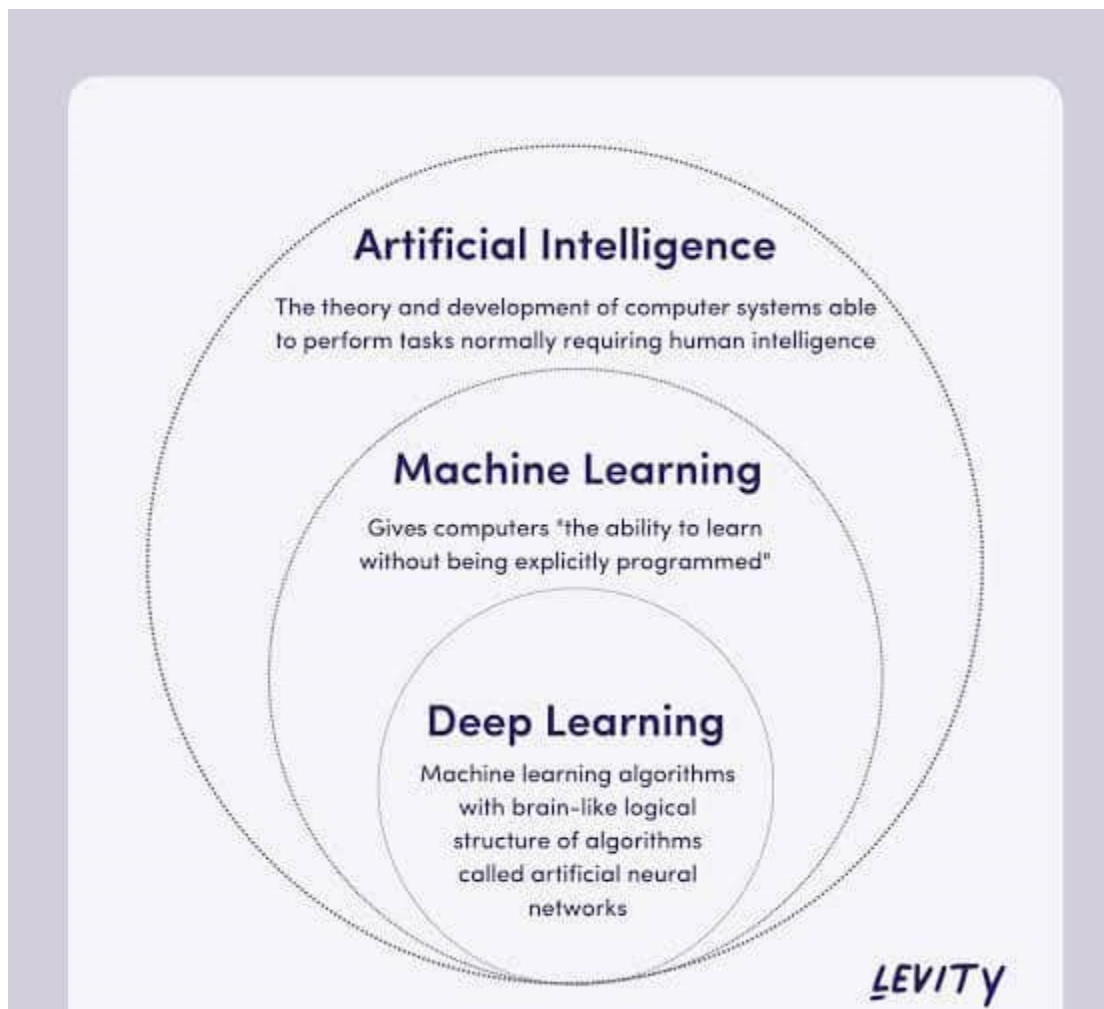 Artificial Intelligence
The theory and development of computer systems able
to perform tasks normally requiring human intelligence
Machine Learning
Gives computers "the ability to learn
without being explicitly programmed"
Deep Learning
Machine learning algorithms
with brain-like logical
structure of algorithms
called artificial neural
networks
LEVITY